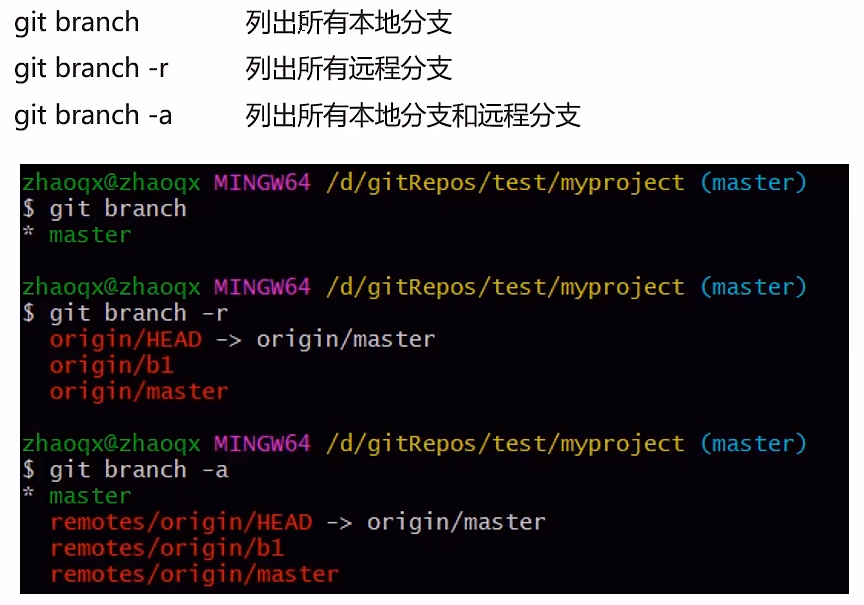 git branch 列出所有本地分支
git branch -r 列出所有远程分支
git branch -a 列出所有本地分支和远程分支
zhaoqx@zhaoqx MINGW64 /d/gitRepos/test/myproject (master)
$ git branch
* master
zhaoqx@zhaoqx MINGW64 /d/gitRepos/test/myproject (master)
$ git branch -r
origin/HEAD -> origin/master
origin/b1
origin/master
zhaoqx@zhaoqx MINGW64 /d/gitRepos/test/myproject (master)
$ git branch -a
* master
remotes/origin/HEAD -> origin/master
remotes/origin/b1
remotes/origin/master